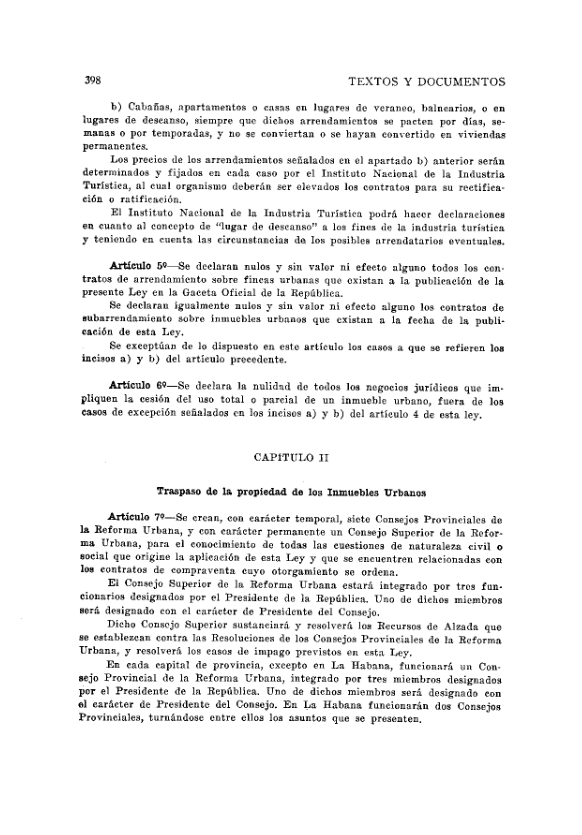 398 TEXTOS Y DOCUMENTOS
b) Cabañas, apartamentos o casas en lugares de veraneo, balnearios, o en
lugares de descanso, siempre que dichos arrendamientos se pacten por días, se-
manas o por temporadas, y no se conviertan o se hayan convertido en viviendas
permanentes.
Los precios de los arrendamientos señalados en el apartado b) anterior serán
determinados y fijados en cada caso por el Instituto Nacional de la Industria
Turística, al cual organismo deberán ser elevados los contratos para su rectifica-
ción o ratificación.
El Instituto Nacional de la Industria Turística podrá hacer declaraciones
en cuanto al concepto de “lugar de descanso” a los fines de la industria turística
y teniendo en cuenta las circunstancias de los posibles arrendatarios eventuales.
Artículo 5º—Se declaran nulos y sin valor ni efecto alguno todos los con-
tratos de arrendamiento sobre fincas urbanas que existan a la publicación de la
presente Ley en la Gaceta Oficial de la República.
Se declaran igualmente nulos y sin valor ni efecto alguno los contratos de
subarrendamiento sobre inmuebles urbanos que existan a la fecha de la publi-
cación de esta Ley.
Se exceptúan de lo dispuesto en este artículo los casos a que se refieren los
incisos a) y b) del artículo precedente.
Artículo 6º—Se declara la nulidad de todos los negocios jurídicos que im-
pliquen la cesión del uso total o parcial de un inmueble urbano, fuera de los
casos de excepción señalados en los incisos a) y b) del artículo 4 de esta ley.
CAPÍTULO II
Traspaso de la propiedad de los Inmuebles Urbanos
Artículo 7º—Se crean, con carácter temporal, siete Consejos Provinciales de
la Reforma Urbana, y con carácter permanente un Consejo Superior de la Refor-
ma Urbana, para el conocimiento de todas las cuestiones de naturaleza civil o
social que origine la aplicación de esta Ley y que se encuentren relacionadas con
los contratos de compraventa cuyo otorgamiento se ordena.
El Consejo Superior de la Reforma Urbana estará integrado por tres fun-
cionarios designados por el Presidente de la República. Uno de dichos miembros
será designado con el carácter de Presidente del Consejo.
Dicho Consejo Superior sustanciará y resolverá los Recursos de Alzada que
se establezcan contra las Resoluciones de los Consejos Provinciales de la Reforma
Urbana, y resolverá los casos de impago previstos en esta Ley.
En cada capital de provincia, excepto en La Habana, funcionará un Con-
sejo Provincial de la Reforma Urbana, integrado por tres miembros designados
por el Presidente de la República. Uno de dichos miembros será designado con
el carácter de Presidente del Consejo. En La Habana funcionarán dos Consejos
Provinciales, turnándose entre ellos los asuntos que se presenten.